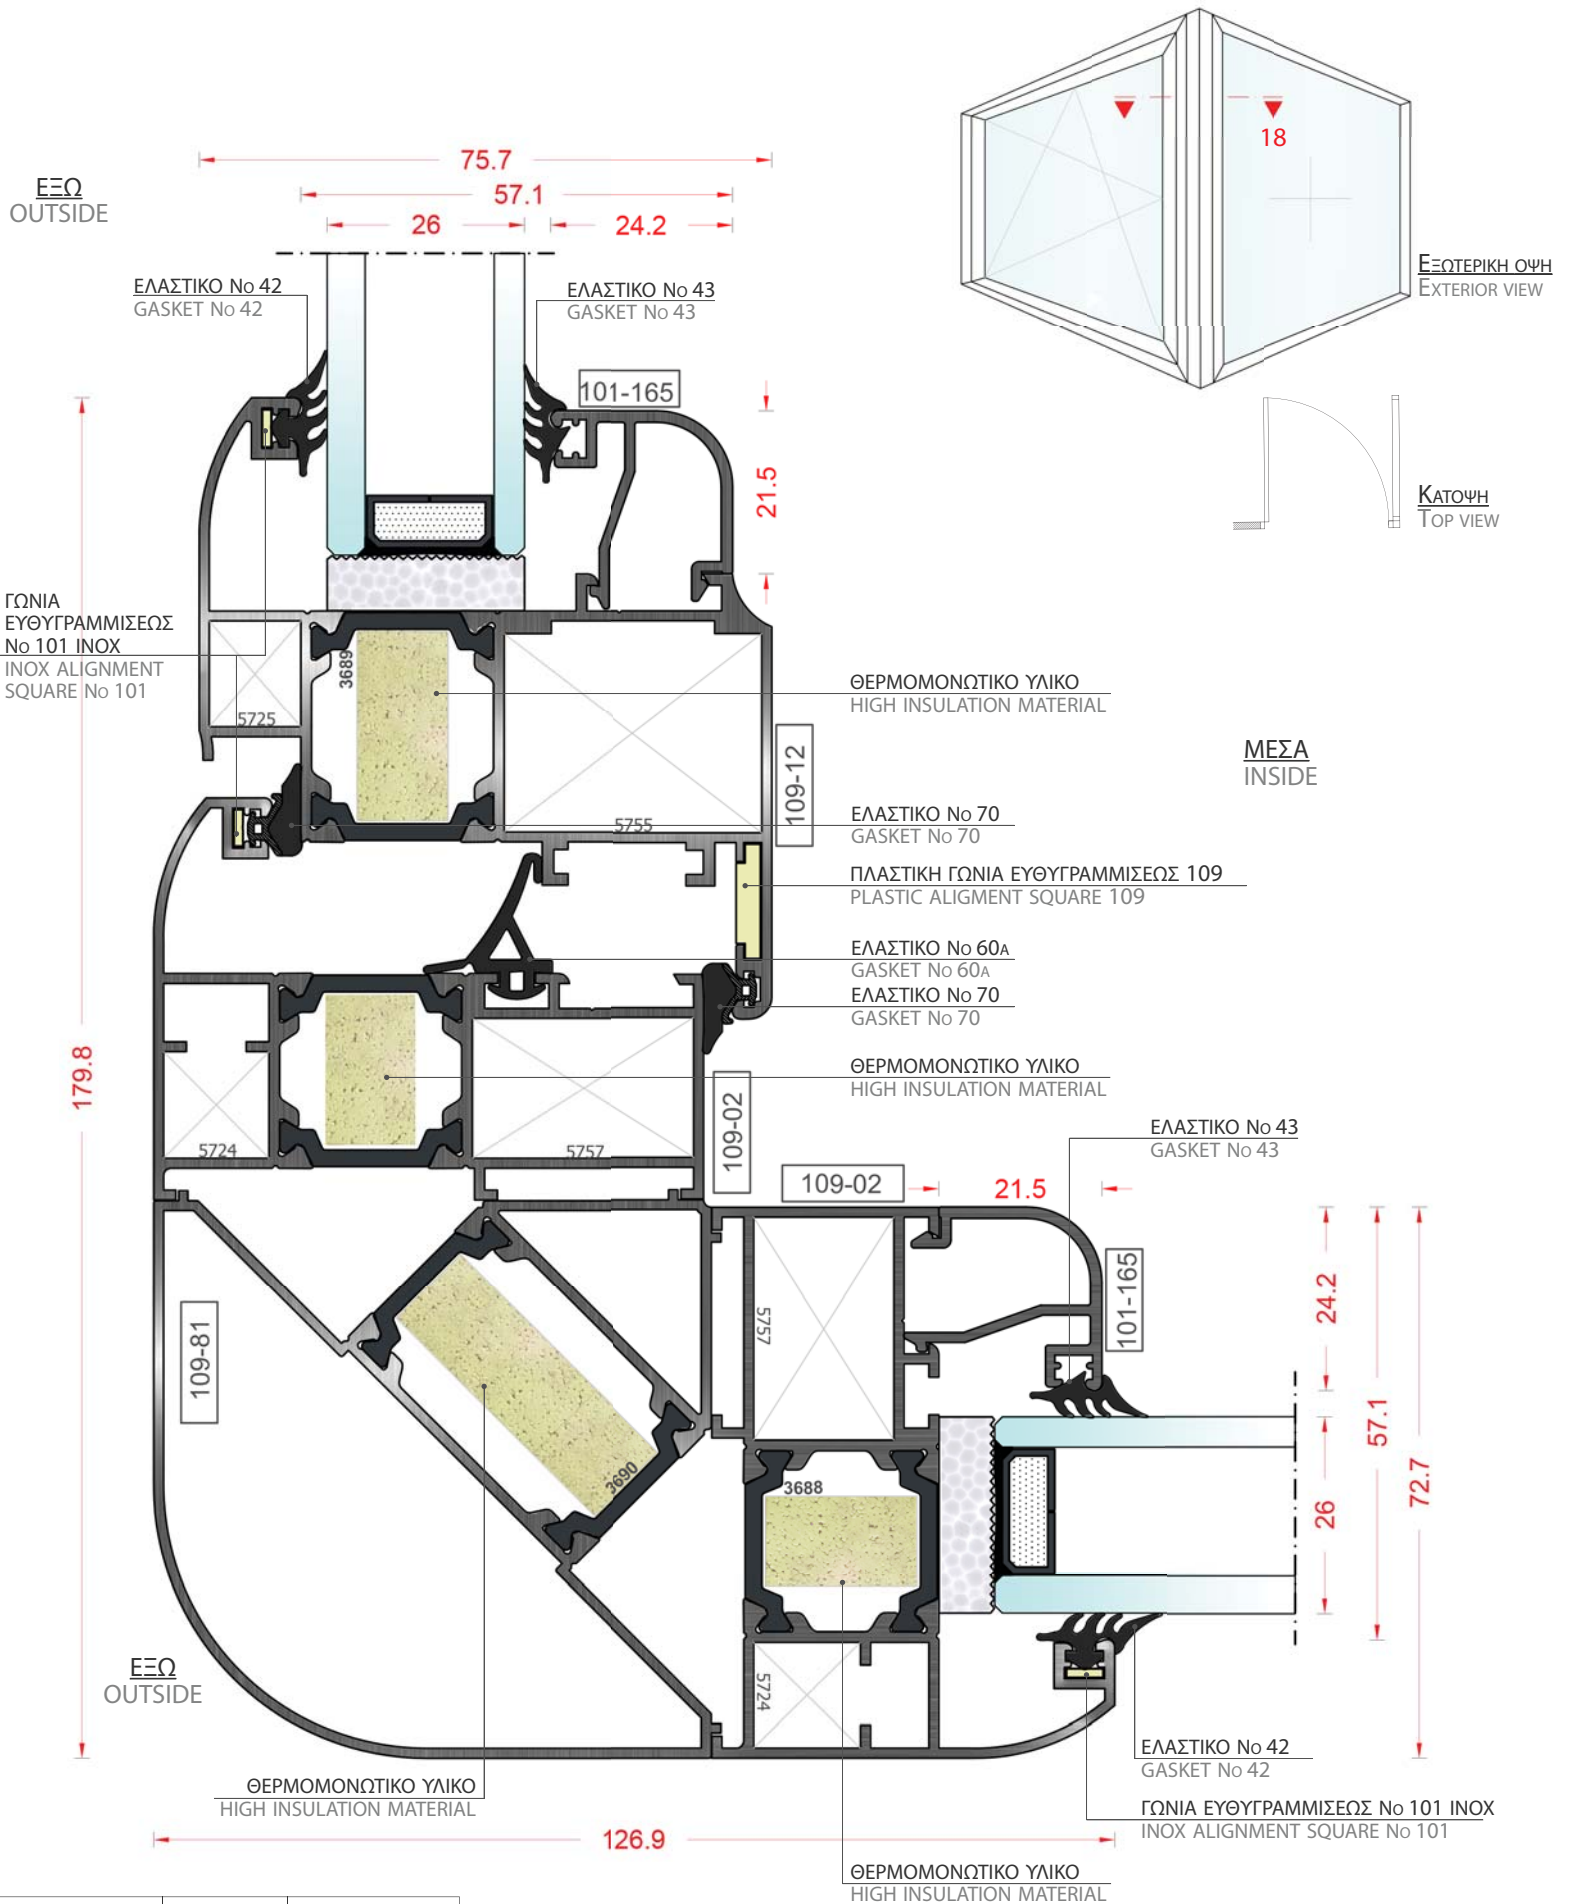 18
ΕΞΩΤΕΡΙΚΗ ΟΨΗ
EXTERIOR VIEW
ΚΑΤΟΨΗ
TOP VIEW
ΕΞΩ
OUTSIDE
75.7
57.1
26
24.2
ΕΛΑΣΤΙΚΟ No 42
GASKET No 42
ΕΛΑΣΤΙΚΟ No 43
GASKET No 43
101-165
21.5
ΓΩΝΙΑ
ΕΥΘΥΓΡΑΜΜΙΣΕΩΣ
No 101 INOX
INOX ALIGNMENT
SQUARE No 101
3689
5725
5755
109-12
ΘΕΡΜΟΜΟΝΩΤΙΚΟ ΥΛΙΚΟ
HIGH INSULATION MATERIAL
ΜΕΣΑ
INSIDE
ΕΛΑΣΤΙΚΟ No 70
GASKET No 70
ΠΛΑΣΤΙΚΗ ΓΩΝΙΑ ΕΥΘΥΓΡΑΜΜΙΣΕΩΣ 109
PLASTIC ALIGMENT SQUARE 109
ΕΛΑΣΤΙΚΟ No 60A
GASKET No 60A
ΕΛΑΣΤΙΚΟ No 70
GASKET No 70
179.8
ΘΕΡΜΟΜΟΝΩΤΙΚΟ ΥΛΙΚΟ
HIGH INSULATION MATERIAL
5724
5757
109-02
109-02
21.5
ΕΛΑΣΤΙΚΟ No 43
GASKET No 43
101-165
24.2
57.1
72.7
26
109-81
5757
3690
3688
5724
ΕΞΩ
OUTSIDE
ΘΕΡΜΟΜΟΝΩΤΙΚΟ ΥΛΙΚΟ
HIGH INSULATION MATERIAL
ΕΛΑΣΤΙΚΟ No 42
GASKET No 42
ΓΩΝΙΑ ΕΥΘΥΓΡΑΜΜΙΣΕΩΣ No 101 INOX
INOX ALIGNMENT SQUARE No 101
126.9
ΘΕΡΜΟΜΟΝΩΤΙΚΟ ΥΛΙΚΟ
HIGH INSULATION MATERIAL